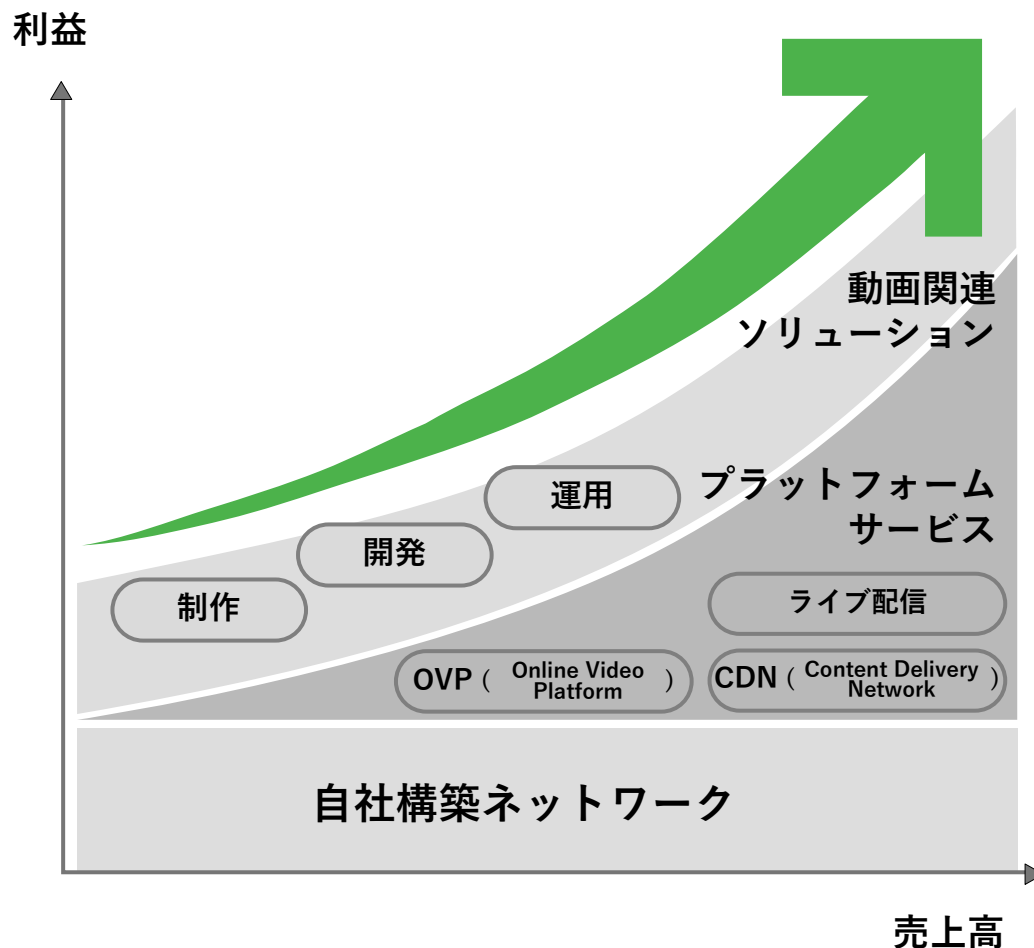 利益
動画関連
ソリューション
運用
プラットフォーム
サービス
開発
制作
ライブ配信
OVP ( Online Video Platform )
CDN ( Content Delivery Network )
自社構築ネットワーク
売上高